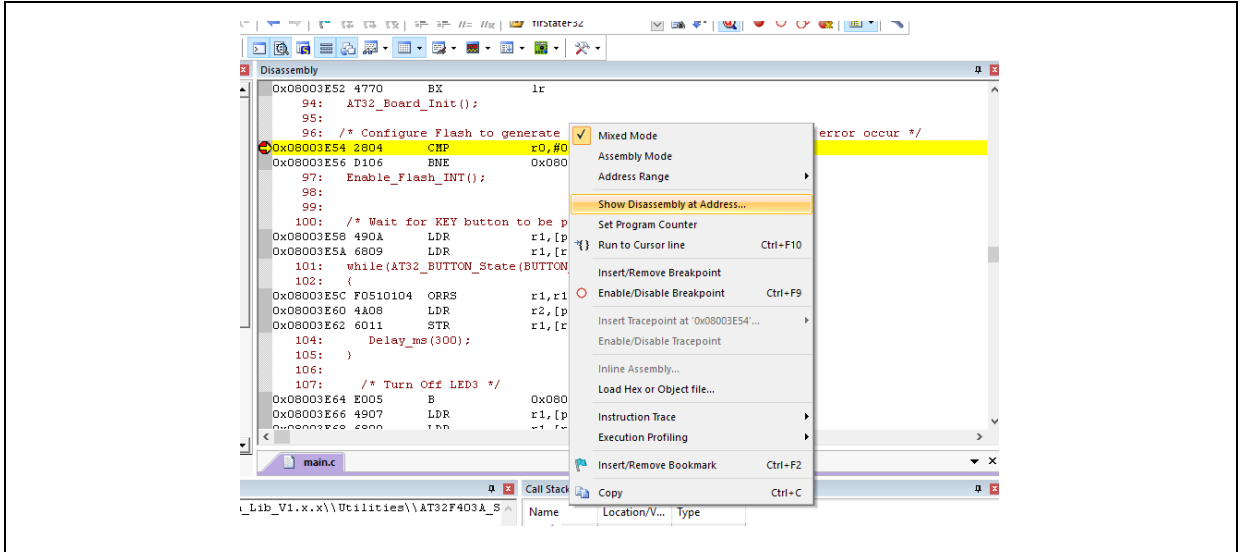 firStateF32
Disassembly
0x08003E52 4770 BX lr
94: AT32_Board_Init();
95:
96: /* Configure Flash to generate
error occur */
0x08003E54 2804 CMP r0,#0
0x08003E56 D106 BNE 0x080
97: Enable_Flash_INT();
98:
99:
100: /* Wait for KEY button to be p
0x08003E58 490A LDR r1,[p
0x08003E5A 6809 LDR r1,[r
101: while(AT32_BUTTON_State(BUTTON
102: {
0x08003E5C F0510104 ORRS r1,r1
0x08003E60 4A08 LDR r2,[p
0x08003E62 6011 STR r1,[r
104: Delay_ms(300);
105: }
106:
107: /* Turn Off LED3 */
0x08003E64 E005 B 0x080
0x08003E66 4907 LDR r1,[p
0x08003E68 6800 LDR r1,[r
Mixed Mode
Assembly Mode
Address Range
Show Disassembly at Address...
Set Program Counter
Run to Cursor line Ctrl+F10
Insert/Remove Breakpoint
Enable/Disable Breakpoint Ctrl+F9
Insert Tracepoint at '0x08003E54'...
Enable/Disable Tracepoint
Inline Assembly...
Load Hex or Object file...
Instruction Trace
Execution Profiling
Insert/Remove Bookmark Ctrl+F2
Copy Ctrl+C
main.c
Call Stack
_Lib_V1.x.x\\Utilities\\AT32F403A_S
Name Location/V... Type